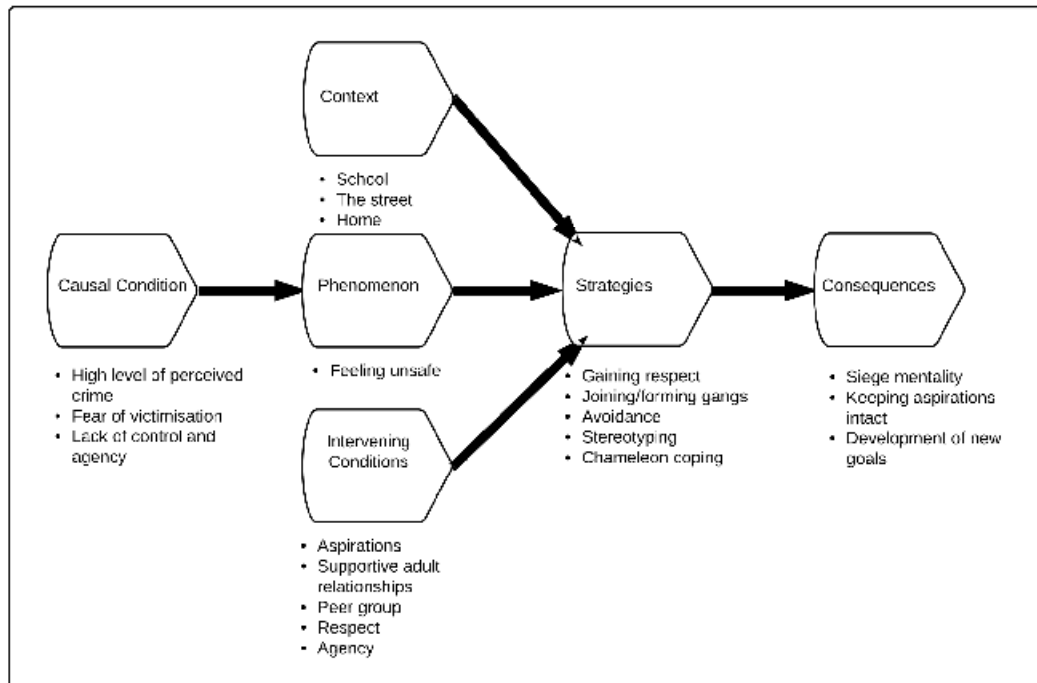 Context
• School
• The street
• Home
Causal Condition
• High level of perceived
crime
• Fear of victimisation
• Lack of control and
agency
Phenomenon
• Feeling unsafe
Intervening
Conditions
• Aspirations
• Supportive adult
relationships
• Peer group
• Respect
• Agency
Strategies
• Gaining respect
• Joining/forming gangs
• Avoidance
• Stereotyping
• Chameleon coping
Consequences
• Siege mentality
• Keeping aspirations
intact
• Development of new
goals